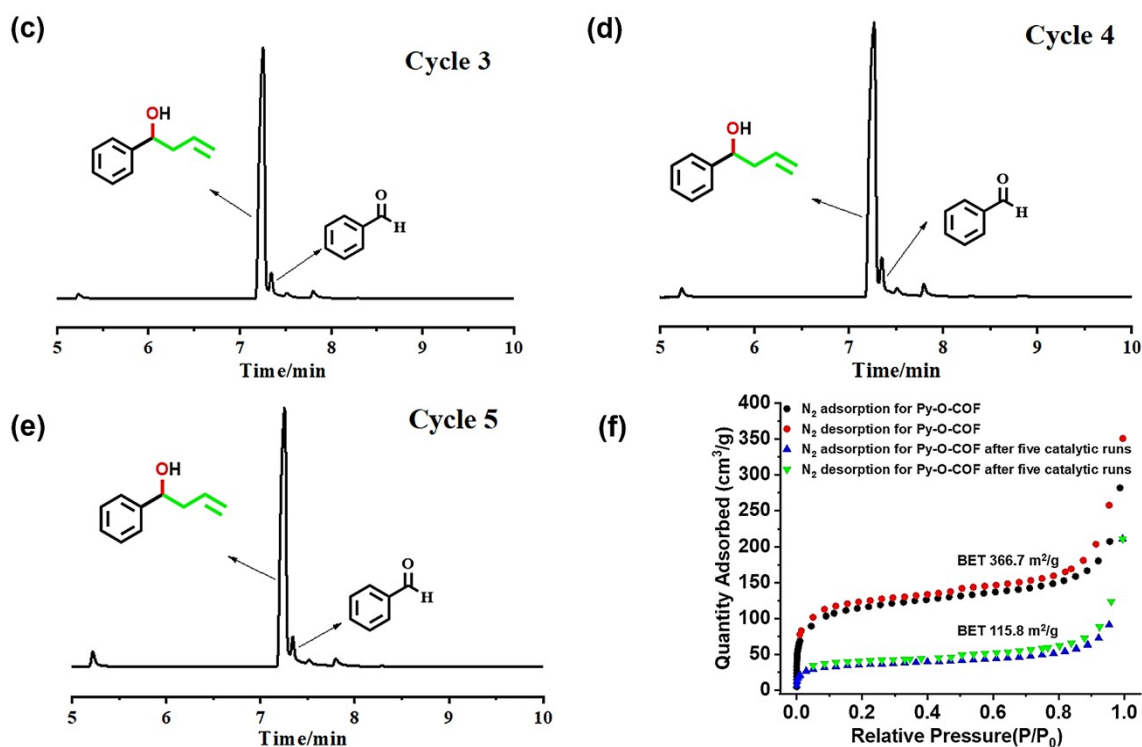 (c)
Cycle 3
OH
O
H
5 6 7 8 9 10
Time/min
(d)
Cycle 4
OH
O
H
5 6 7 8 9 10
Time/min
(e)
Cycle 5
OH
O
H
5 6 7 8 9 10
Time/min
(f)
N₂ adsorption for Py-O-COF
N₂ desorption for Py-O-COF
N₂ adsorption for Py-O-COF after five catalytic runs
N₂ desorption for Py-O-COF after five catalytic runs
BET 366.7 m²/g
BET 115.8 m²/g
Quantity Adsorbed (cm³/g)
400
350
300
250
200
150
100
50
0
0.0 0.2 0.4 0.6 0.8 1.0
Relative Pressure(P/P₀)